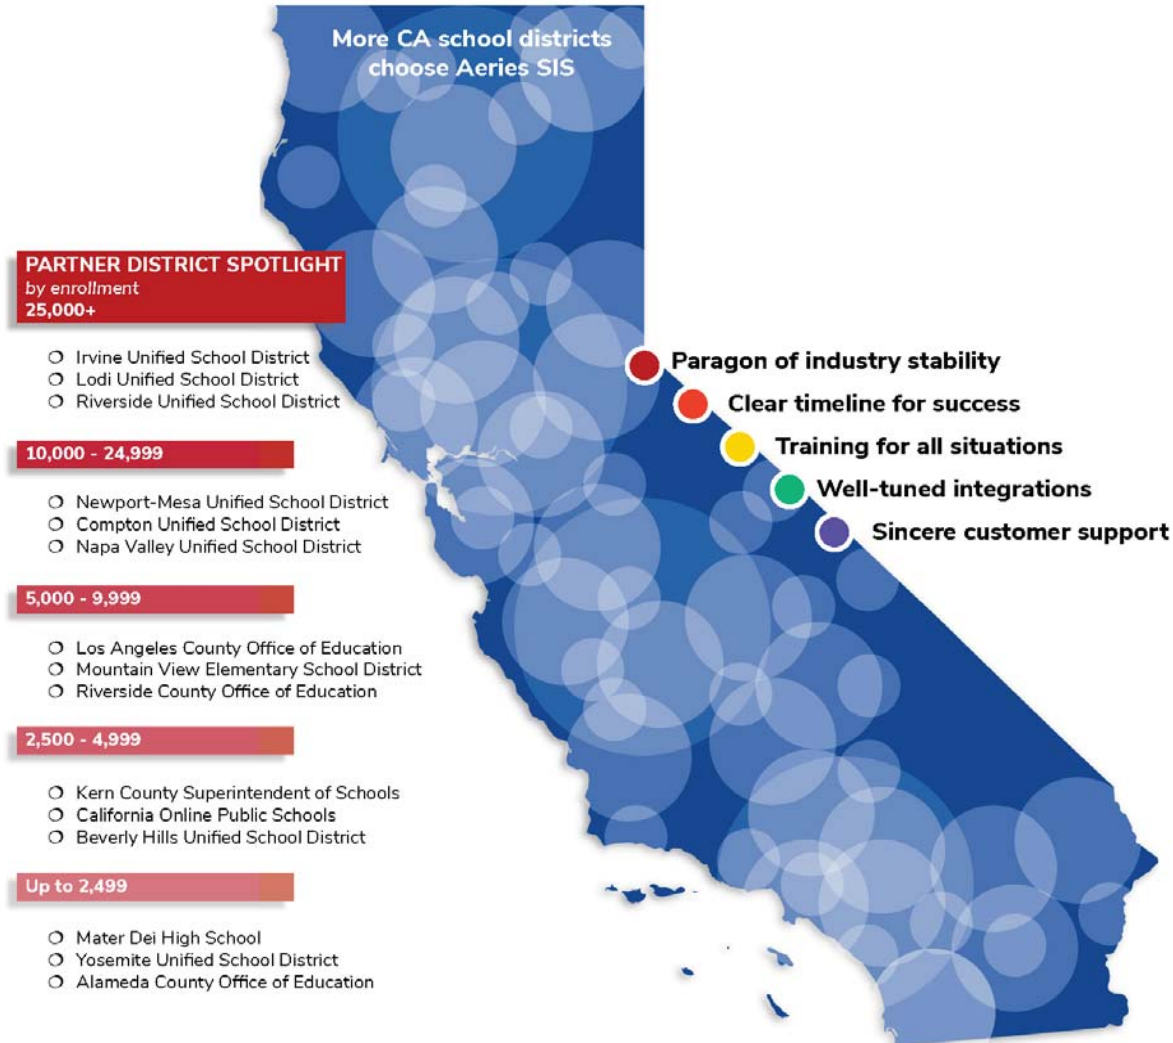 More CA school districts
choose Aeries SIS
PARTNER DISTRICT SPOTLIGHT
by enrollment
25,000+
Irvine Unified School District
Lodi Unified School District
Riverside Unified School District
10,000 - 24,999
Newport-Mesa Unified School District
Compton Unified School District
Napa Valley Unified School District
5,000 - 9,999
Los Angeles County Office of Education
Mountain View Elementary School District
Riverside County Office of Education
2,500 - 4,999
Kern County Superintendent of Schools
California Online Public Schools
Beverly Hills Unified School District
Up to 2,499
Mater Dei High School
Yosemite Unified School District
Alameda County Office of Education
Paragon of industry stability
Clear timeline for success
Training for all situations
Well-tuned integrations
Sincere customer support